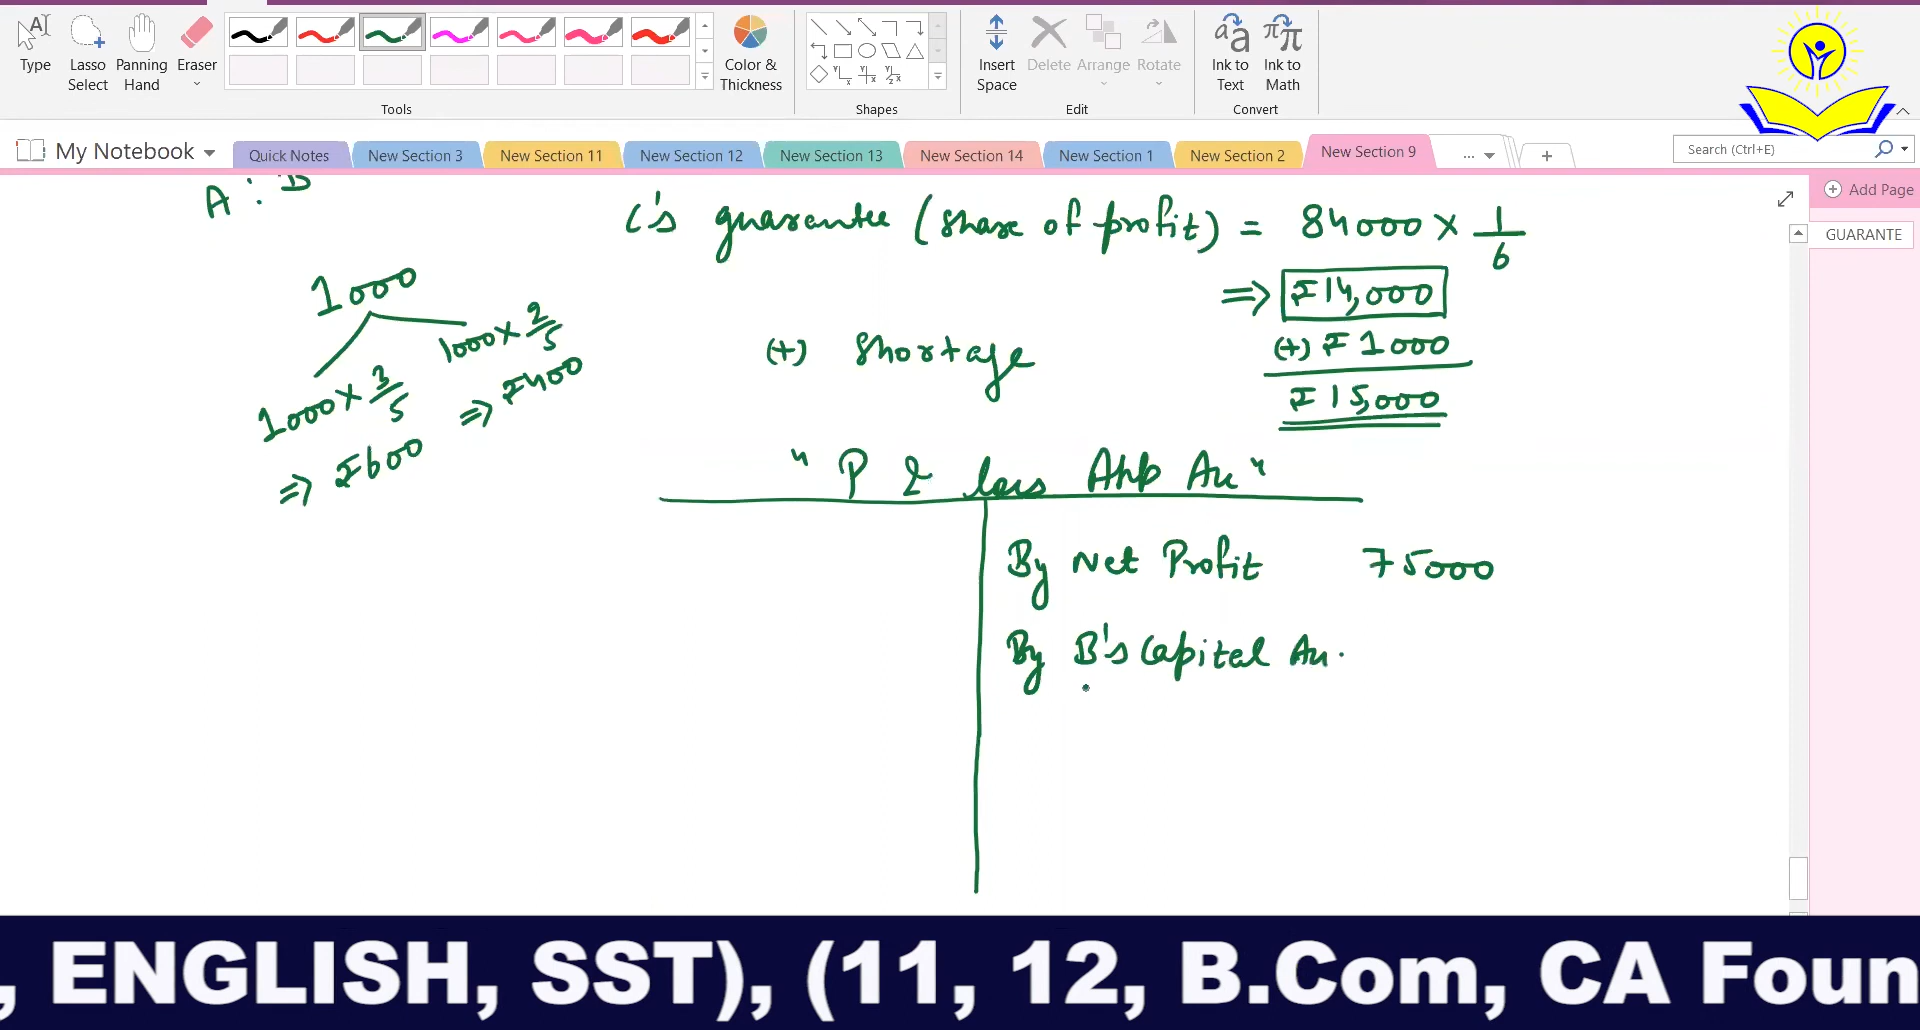 Type
Lasso Select
Panning Hand
Eraser
Color & Thickness
Insert Space
Delete
Arrange
Rotate
Ink to Text
Ink to Math
Tools
Shapes
Edit
Convert
My Notebook
Quick Notes
New Section 3
New Section 11
New Section 12
New Section 13
New Section 14
New Section 1
New Section 2
New Section 9
...
Search (Ctrl+E)
Add Page
GUARANTE
A : B
1000
1000 × 2/5
⇒ ₹400
1000 × 3/5
⇒ ₹600
C's guarantee (share of profit) = 84000 × 1/6
⇒ ₹14,000
(+) Shortage (+) ₹1000
₹15,000
"P & loss App Au"
By Net Profit 75000
By B's Capital Au.
, ENGLISH, SST), (11, 12, B.Com, CA Foun